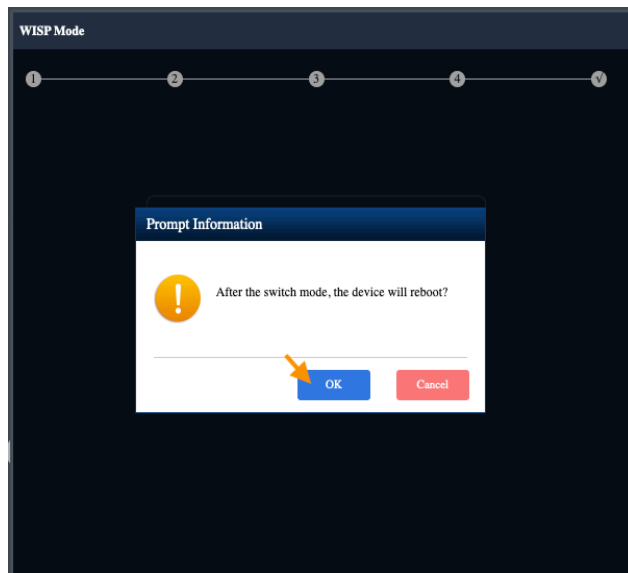 WISP Mode
1 2 3 4 √
Prompt Information
After the switch mode, the device will reboot?
OK Cancel